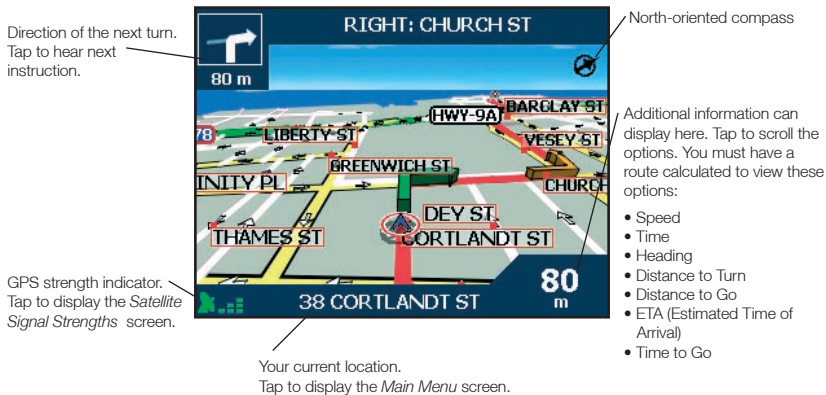 Direction of the next turn.
Tap to hear next
instruction.
GPS strength indicator.
Tap to display the Satellite
Signal Strengths screen.
RIGHT: CHURCH ST
80 m
HWY-9A
BARCLAY ST
78
LIBERTY ST
VESEY ST
GREENWICH ST
INITY PL
CHURCH
DEY ST
THAMES ST
CORTLANDT ST
80
m
38 CORTLANDT ST
Your current location.
Tap to display the Main Menu screen.
North-oriented compass
Additional information can
display here. Tap to scroll the
options. You must have a
route calculated to view these
options:
• Speed
• Time
• Heading
• Distance to Turn
• Distance to Go
• ETA (Estimated Time of
Arrival)
• Time to Go